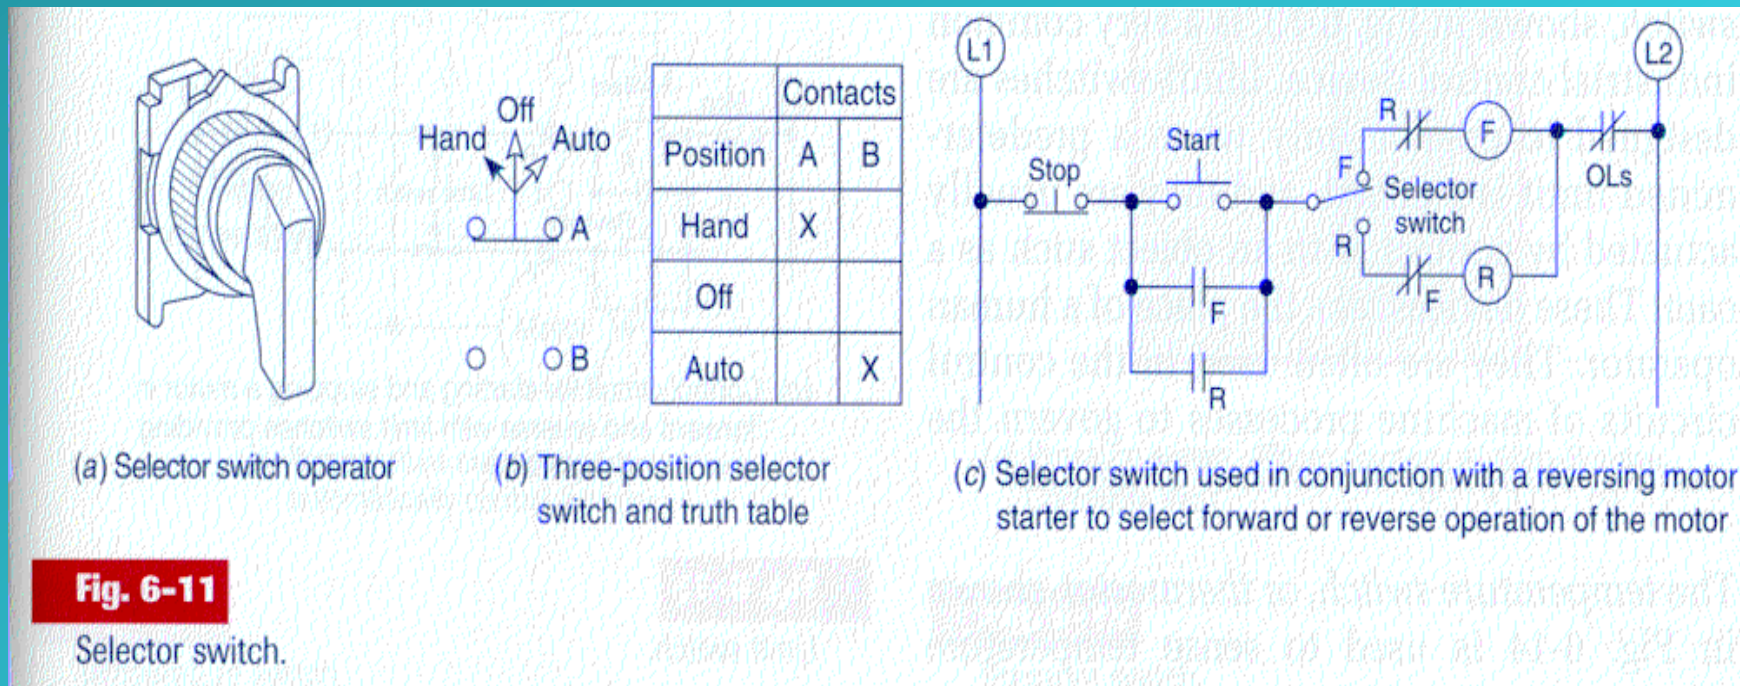 Off
Hand
Auto
A
B
Contacts
Position A B
Hand X
Off
Auto X
L1
L2
Stop
Start
F
R
R
F
F
R
F
R
Selector
switch
OLs
(a) Selector switch operator
(b) Three-position selector
switch and truth table
(c) Selector switch used in conjunction with a reversing motor
starter to select forward or reverse operation of the motor
Fig. 6-11
Selector switch.